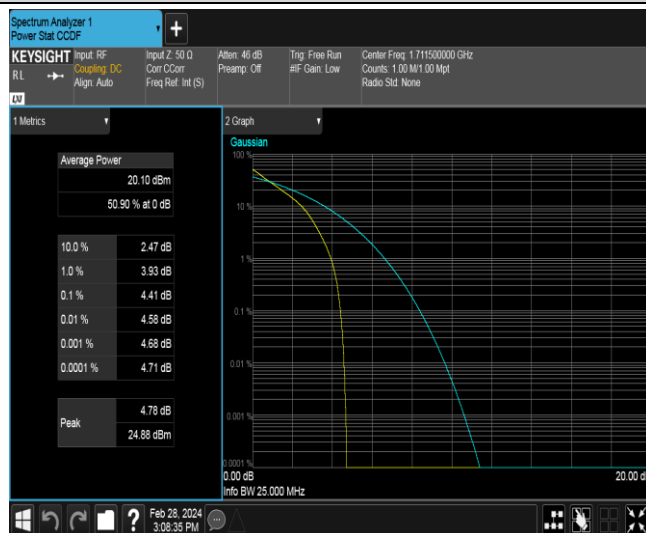 Spectrum Analyzer 1
Power Stat CCDF
+
KEYSIGHT
RL
LXI
Input: RF
Coupling: DC
Align: Auto
Input Z: 50 Ω
Corr CCorr
Freq Ref: Int (S)
Atten: 46 dB
Preamp: Off
Trig: Free Run
#IF Gain: Low
Center Freq: 1.711500000 GHz
Counts: 1.00 M/1.00 Mpt
Radio Std: None
1 Metrics
Average Power
20.10 dBm
50.90 % at 0 dB
10.0 % 2.47 dB
1.0 % 3.93 dB
0.1 % 4.41 dB
0.01 % 4.58 dB
0.001 % 4.68 dB
0.0001 % 4.71 dB
Peak
4.78 dB
24.88 dBm
2 Graph
Gaussian
100 %
10 %
1 %
0.1 %
0.01 %
0.001 %
0.0001 %
0.00 dB
20.00 d
Info BW 25.000 MHz
?
Feb 28, 2024
3:08:35 PM